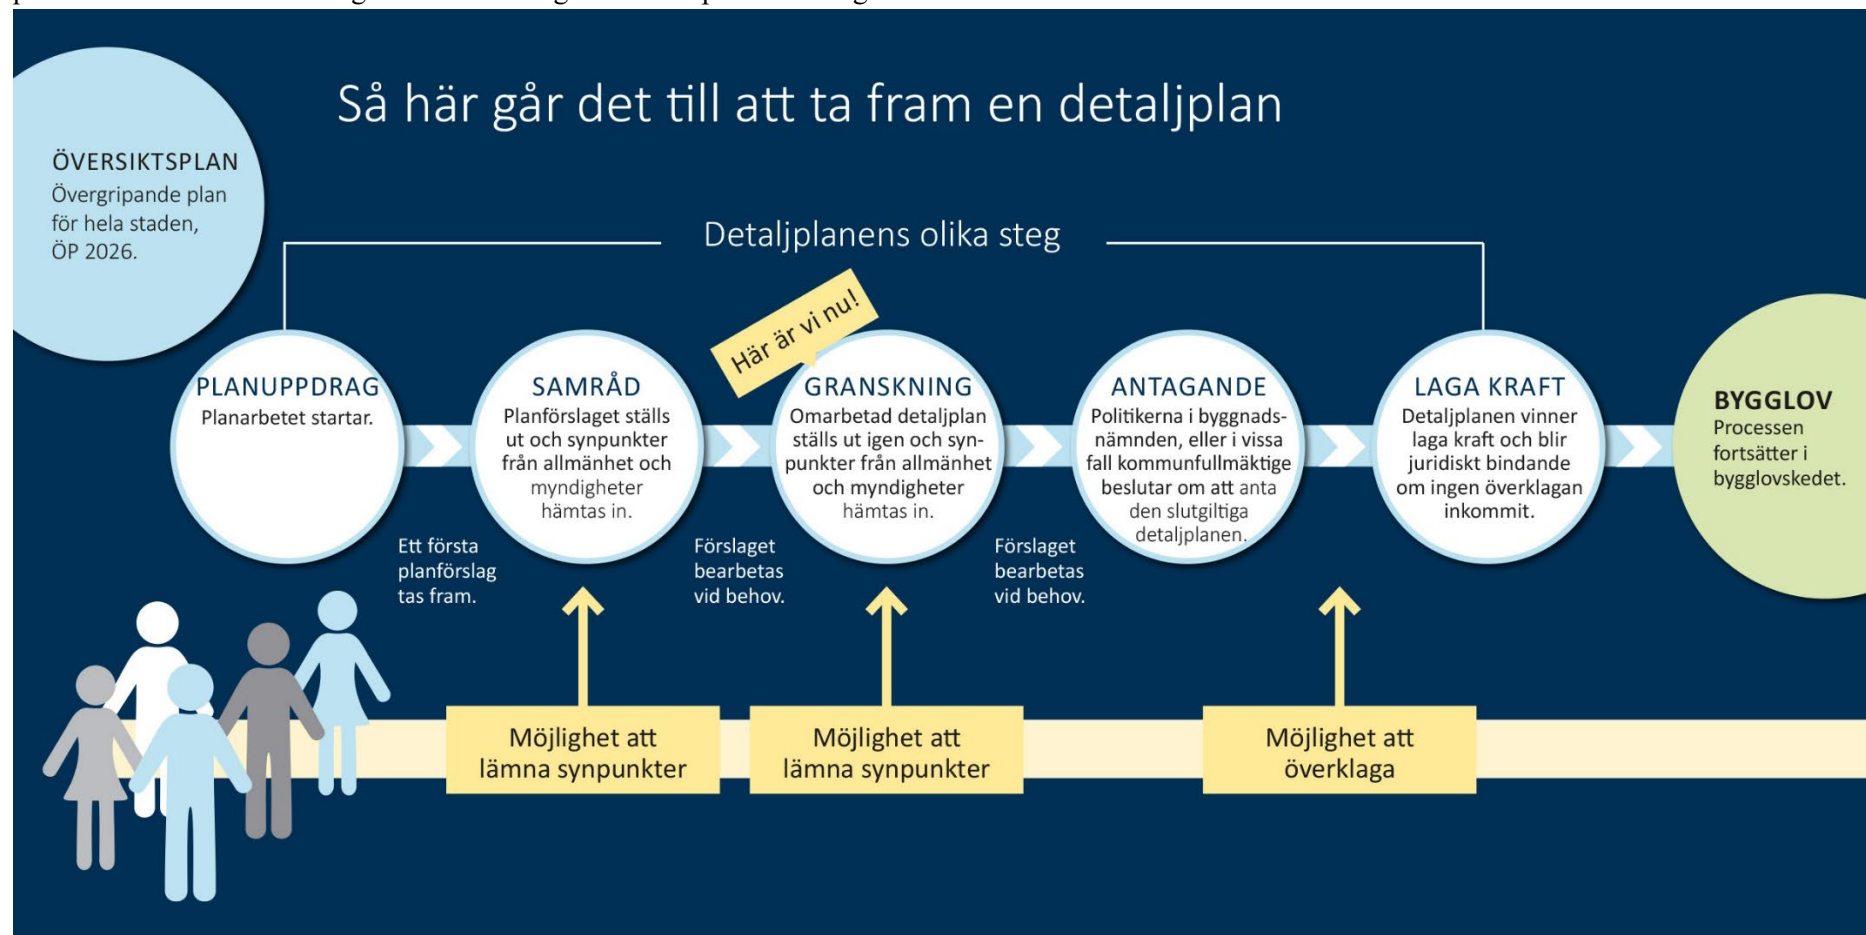 Så här går det till att ta fram en detaljplan
ÖVERSIKTSPLAN
Övergripande plan
för hela staden,
ÖP 2026.
Detaljplanens olika steg
Här är vi nu!
PLANUPPDRAG
Planarbetet startar.
Ett första
planförslag
tas fram.
SAMRÅD
Planförslaget ställs
ut och synpunkter
från allmänhet och
myndigheter
hämtas in.
Förslaget
bearbetas
vid behov.
GRANSKNING
Omarbetad detaljplan
ställs ut igen och syn-
punkter från allmänhet
och myndigheter
hämtas in.
Förslaget
bearbetas
vid behov.
ANTAGANDE
Politikerna i byggnads-
nämnden, eller i vissa
fall kommunfullmäktige
beslutar om att anta
den slutgiltiga
detaljplanen.
LAGA KRAFT
Detaljplanen vinner
laga kraft och blir
juridiskt bindande
om ingen överklagan
inkommit.
BYGGLOV
Processen
fortsätter i
bygglovskedet.
Möjlighet att
lämna synpunkter
Möjlighet att
lämna synpunkter
Möjlighet att
överklaga